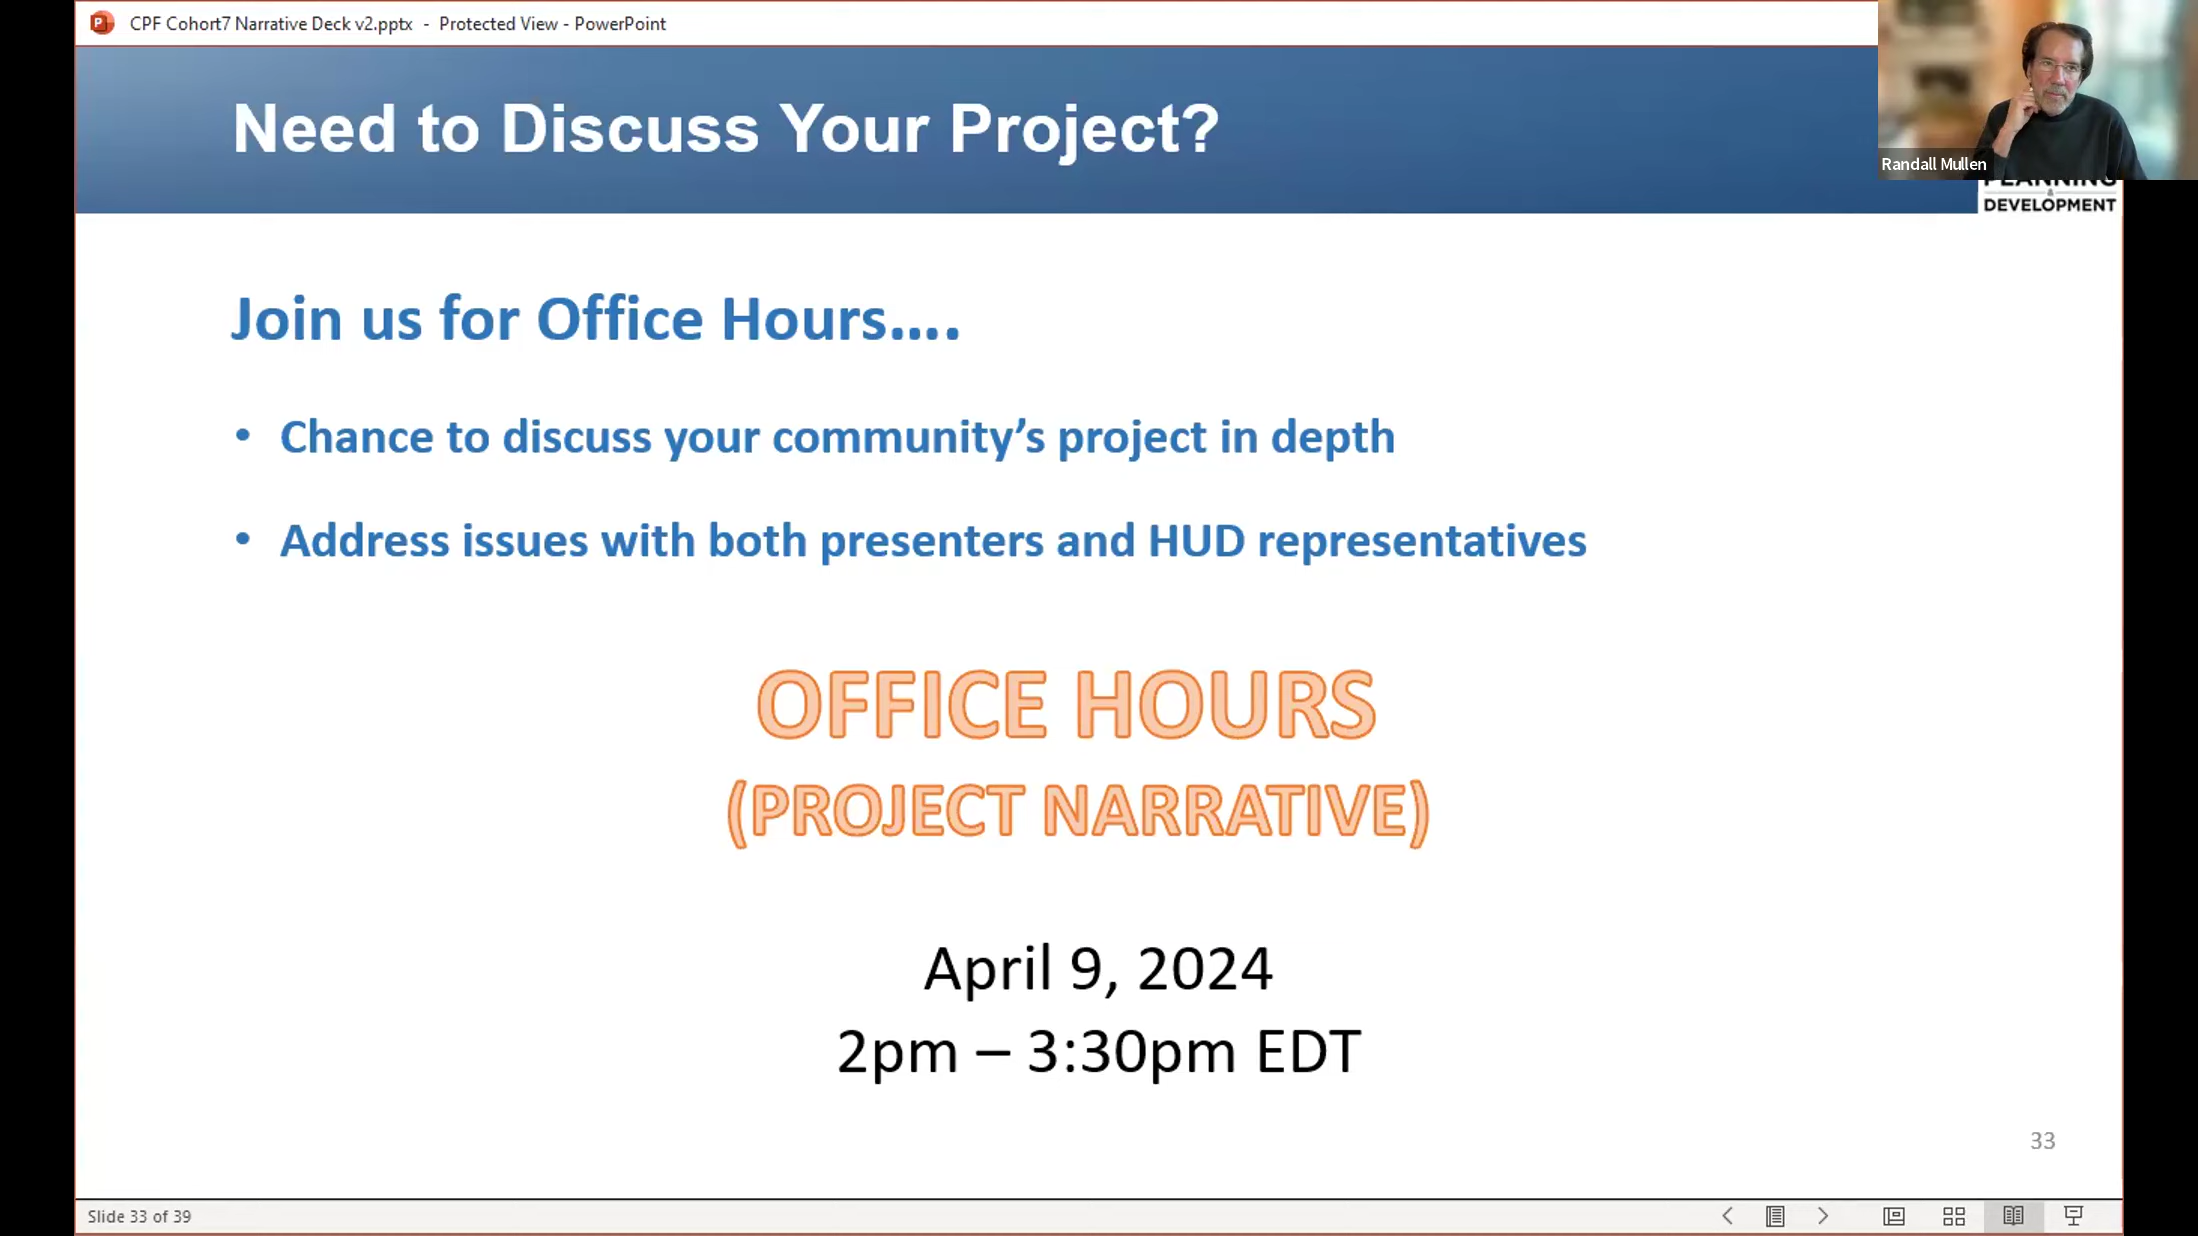 CPF Cohort7 Narrative Deck v2.pptx - Protected View - PowerPoint
Need to Discuss Your Project?
Randall Mullen
PLANNING
&
DEVELOPMENT
Join us for Office Hours....
• Chance to discuss your community's project in depth
• Address issues with both presenters and HUD representatives
OFFICE HOURS
(PROJECT NARRATIVE)
April 9, 2024
2pm – 3:30pm EDT
33
Slide 33 of 39